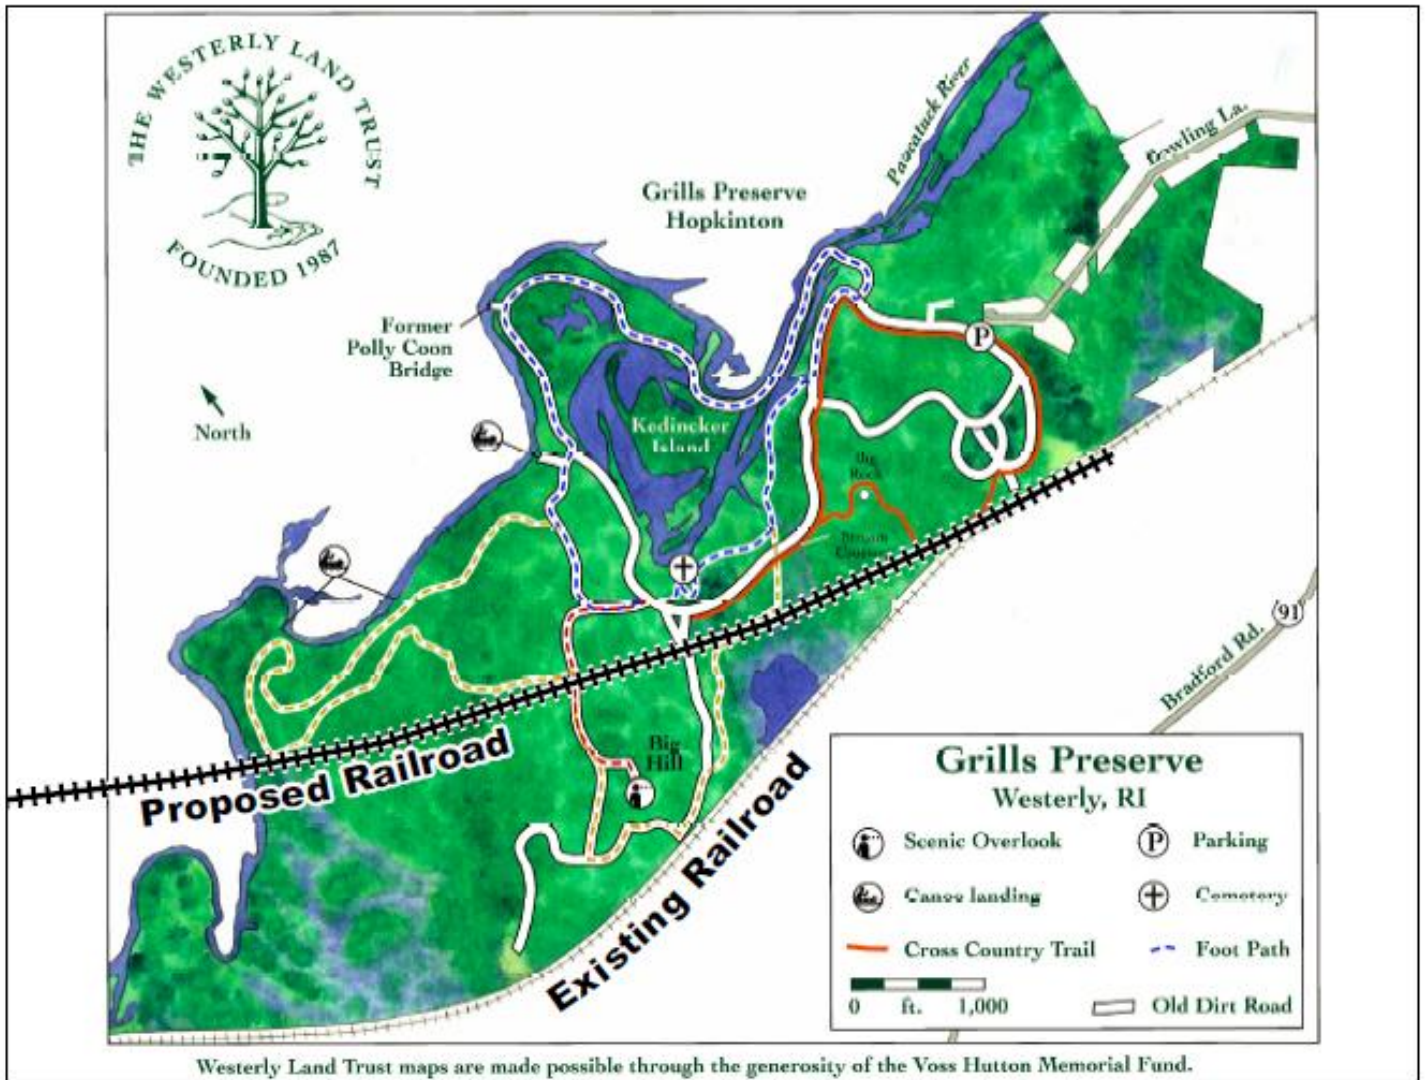 THE WESTERLY LAND TRUST
FOUNDED 1987
Grills Preserve
Hopkinton
Pawcatuck River
Gowling La.
Former
Polly Coon
Bridge
North
Kedincker
Island
P
Big
Rock
91
Bradford Rd.
Big
Hill
Proposed Railroad
Existing Railroad
Grills Preserve
Westerly, RI
Scenic Overlook
P
Parking
Canoe landing
Cemetery
Cross Country Trail
Foot Path
0 ft. 1,000
Old Dirt Road
Westerly Land Trust maps are made possible through the generosity of the Voss Hutton Memorial Fund.